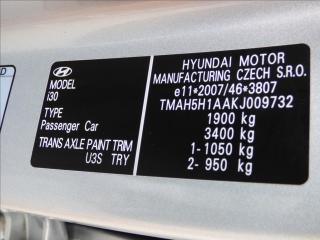 D
HYUNDAI MOTOR
MANUFACTURING CZECH S.R.O.
e11*2007/46*3807
TMAH5H1AAKJ009732
1900 kg
3400 kg
1- 1050 kg
2- 950 kg
MODEL
i30
TYPE
Passenger Car
TRANS AXLE PAINT TRIM
U3S TRY